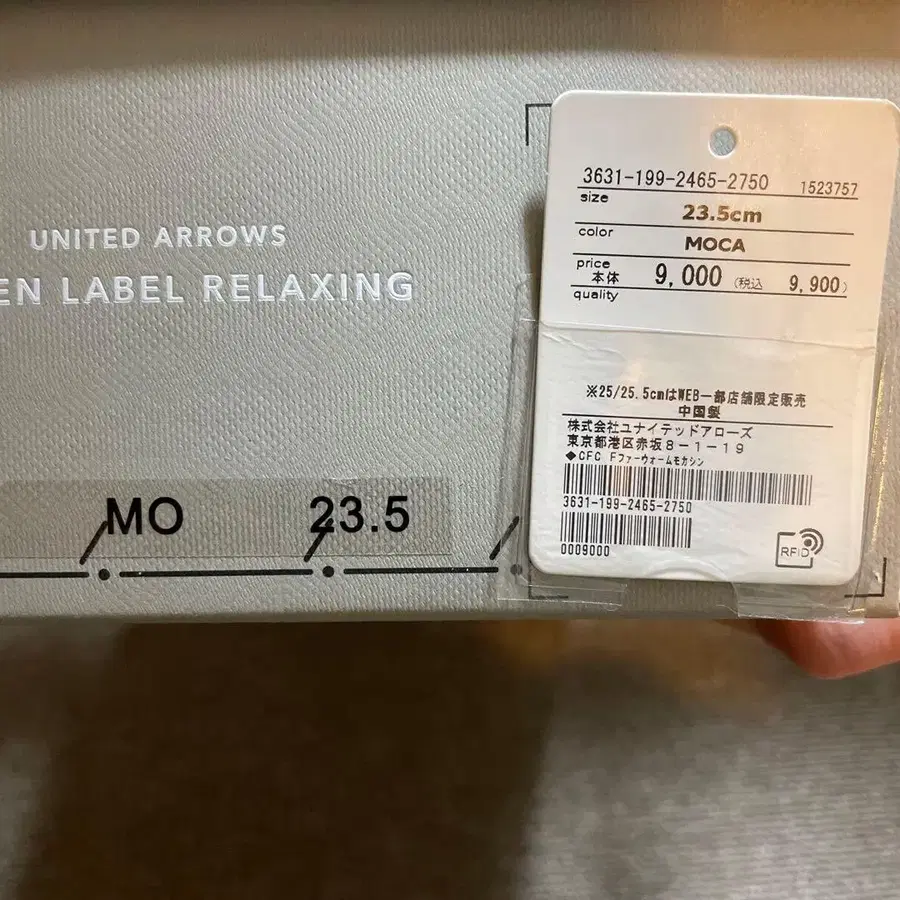 UNITED ARROWS
EN LABEL RELAXING
MO 23.5
3631-199-2465-2750 1523757
size
23.5cm
color
MOCA
price
本体 9,000 (税込 9,900)
quality
※25/25.5cmはWEB一部店舗限定販売
中国製
株式会社ユナイテッドアローズ
東京都港区赤坂8-1-19
◆CFC Fファーウォームモカシン
3631-199-2465-2750
0009000
RFID